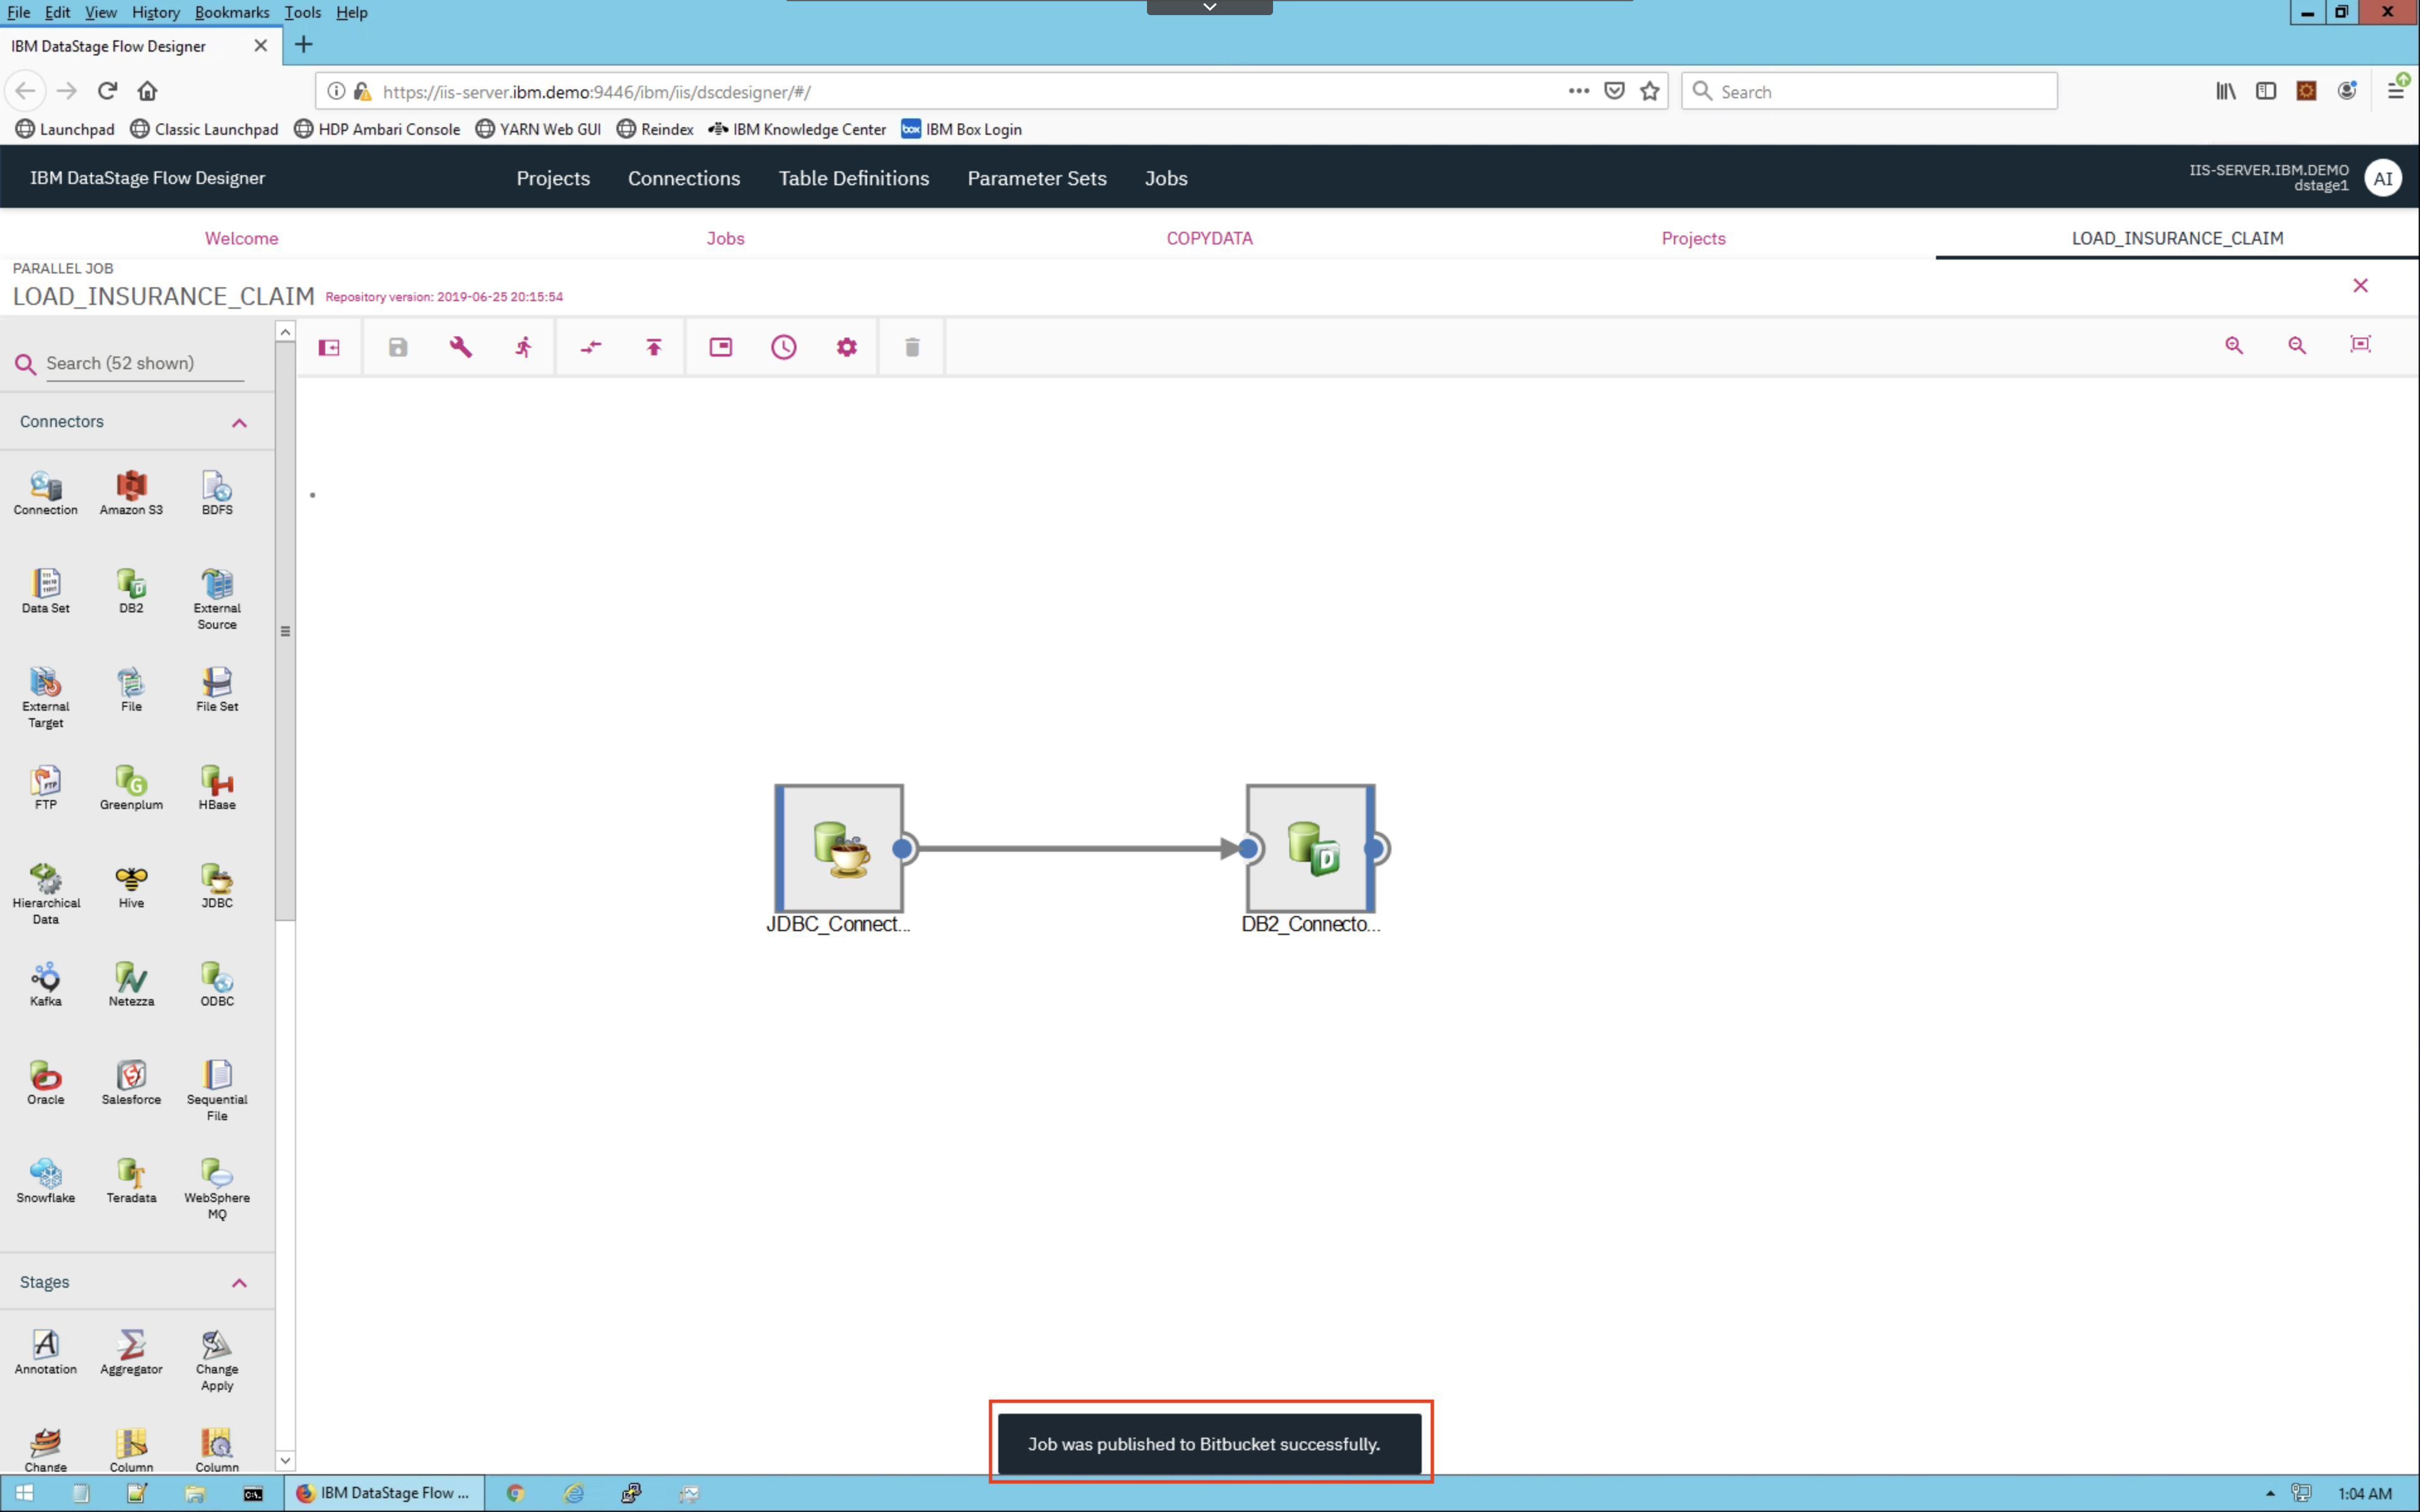 File Edit View History Bookmarks Tools Help
IBM DataStage Flow Designer
https://iis-server.ibm.demo:9446/ibm/iis/dscdesigner/#/
Search
Launchpad Classic Launchpad HDP Ambari Console YARN Web GUI Reindex IBM Knowledge Center box IBM Box Login
IBM DataStage Flow Designer Projects Connections Table Definitions Parameter Sets Jobs
IIS-SERVER.IBM.DEMO
dstage1
AI
Welcome Jobs COPYDATA Projects LOAD_INSURANCE_CLAIM
PARALLEL JOB
LOAD_INSURANCE_CLAIM Repository version: 2019-06-25 20:15:54
Search (52 shown)
Connectors
Connection Amazon S3 BDFS
Data Set DB2 External
Source
External
Target
File File Set
FTP Greenplum HBase
Hierarchical
Data
Hive JDBC
Kafka Netezza ODBC
Oracle Salesforce Sequential
File
Snowflake Teradata WebSphere
MQ
Stages
Annotation Aggregator Change
Apply
Change Column Column
JDBC_Connect... DB2_Connecto...
Job was published to Bitbucket successfully.
IBM DataStage Flow ...
1:04 AM